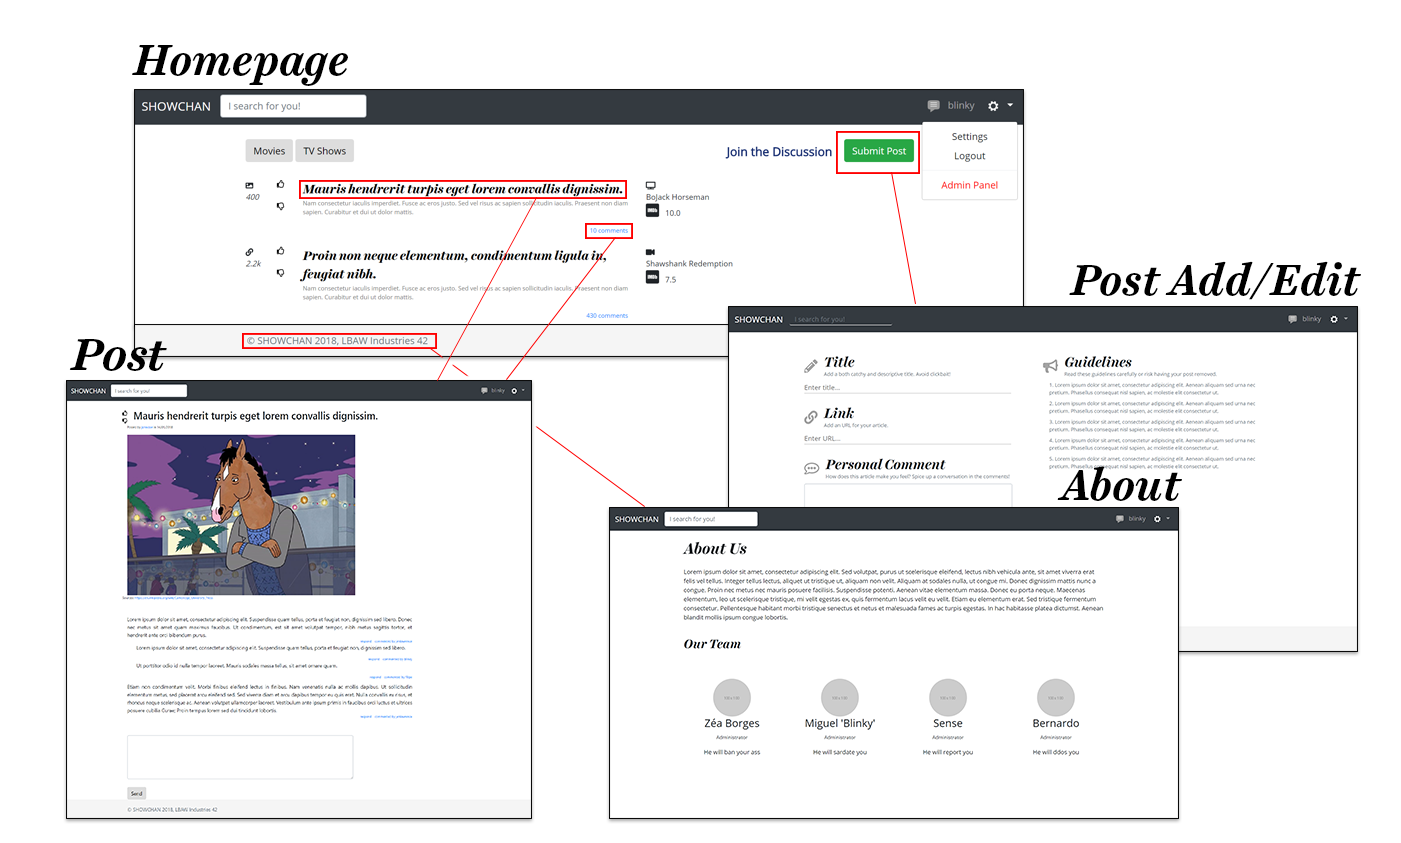 Homepage
SHOWCHAN
I search for you!
blinky
Settings
Logout
Admin Panel
Movies
TV Shows
Join the Discussion
Submit Post
400
Mauris hendrerit turpis eget lorem convallis dignissim.
Nam consectetur iaculis imperdiet. Fusce ac eros justo. Sed vel risus ac sapien sollicitudin iaculis. Praesent non diam
sapien. Curabitur et dui ut dolor mattis.
10 comments
Bojack Horseman
10.0
2.2k
Proin non neque elementum, condimentum ligula in,
feugiat nibh.
Nam consectetur iaculis imperdiet. Fusce ac eros justo. Sed vel risus ac sapien sollicitudin iaculis. Praesent non diam
sapien. Curabitur et dui ut dolor mattis.
430 comments
Shawshank Redemption
7.5
© SHOWCHAN 2018, LBAW Industries 42
Post Add/Edit
SHOWCHAN
I search for you!
blinky
Title
Add a both catchy and descriptive title. Avoid clickbait!
Enter title...
Link
Add an URL for your article.
Enter URL...
Personal Comment
How does this article make you feel? Spice up a conversation in the comments!
Guidelines
Read these guidelines carefully or risk having your post removed.
1. Lorem ipsum dolor sit amet, consectetur adipiscing elit. Aenean aliquam sed urna nec
pretium. Phasellus consequat nisl sapien, ac molestie elit consectetur ut.
2. Lorem ipsum dolor sit amet, consectetur adipiscing elit. Aenean aliquam sed urna nec
pretium. Phasellus consequat nisl sapien, ac molestie elit consectetur ut.
3. Lorem ipsum dolor sit amet, consectetur adipiscing elit. Aenean aliquam sed urna nec
pretium. Phasellus consequat nisl sapien, ac molestie elit consectetur ut.
4. Lorem ipsum dolor sit amet, consectetur adipiscing elit. Aenean aliquam sed urna nec
pretium. Phasellus consequat nisl sapien, ac molestie elit consectetur ut.
5. Lorem ipsum dolor sit amet, consectetur adipiscing elit. Aenean aliquam sed urna nec
pretium. Phasellus consequat nisl sapien, ac molestie elit consectetur ut.
Post
SHOWCHAN
I search for you!
blinky
Mauris hendrerit turpis eget lorem convallis dignissim.
Lorem ipsum dolor sit amet, consectetur adipiscing elit. Suspendisse quam tellus, porta et feugiat non, dignissim sed libero. Donec
nec metus sit amet quam maximus faucibus. Ut condimentum, est sit amet volutpat tempor, nibh metus sagittis tortor, et
hendrerit ante orci bibendum purus.
Lorem ipsum dolor sit amet, consectetur adipiscing elit. Suspendisse quam tellus, porta et feugiat non, dignissim sed libero.
Ut porttitor odio id nulla tempor laoreet. Mauris sodales massa tellus, sit amet ornare quam.
Etiam non condimentum velit. Morbi finibus eleifend lectus in finibus. Nam venenatis nulla ac mollis dapibus. Ut sollicitudin
elementum metus, sed placerat arcu eleifend sed. Sed viverra diam et arcu dapibus tempor eu quis erat. Nulla convallis ex risus, at
rhoncus neque scelerisque ac. Aenean volutpat ullamcorper laoreet. Vestibulum ante ipsum primis in faucibus orci luctus et ultrices
posuere cubilia Curae; Proin tempus lorem sed dui tincidunt lobortis.
Send
© SHOWCHAN 2018, LBAW Industries 42
About
SHOWCHAN
I search for you!
blinky
About Us
Lorem ipsum dolor sit amet, consectetur adipiscing elit. Sed volutpat, purus ut scelerisque eleifend, lectus nibh vehicula ante, sit amet viverra erat
felis vel tellus. Integer tellus lectus, aliquet ut tristique ut, aliquam non velit. Aliquam at sodales nulla, ut congue mi. Donec dignissim mattis nunc a
congue. Proin nec metus nec mauris posuere facilisis. Suspendisse potenti. Aenean vitae elementum massa. Donec eu porta neque. Maecenas
elementum, leo ut scelerisque tristique, mi velit egestas ex, quis fermentum lacus velit eu velit. Etiam eu elementum erat. Sed tristique fermentum
consectetur. Pellentesque habitant morbi tristique senectus et netus et malesuada fames ac turpis egestas. In hac habitasse platea dictumst. Aenean
blandit mollis ipsum congue lobortis.
Our Team
Zéa Borges
Administrator
He will ban your ass
Miguel 'Blinky'
Administrator
He will sardate you
Sense
Administrator
He will report you
Bernardo
Administrator
He will ddos you